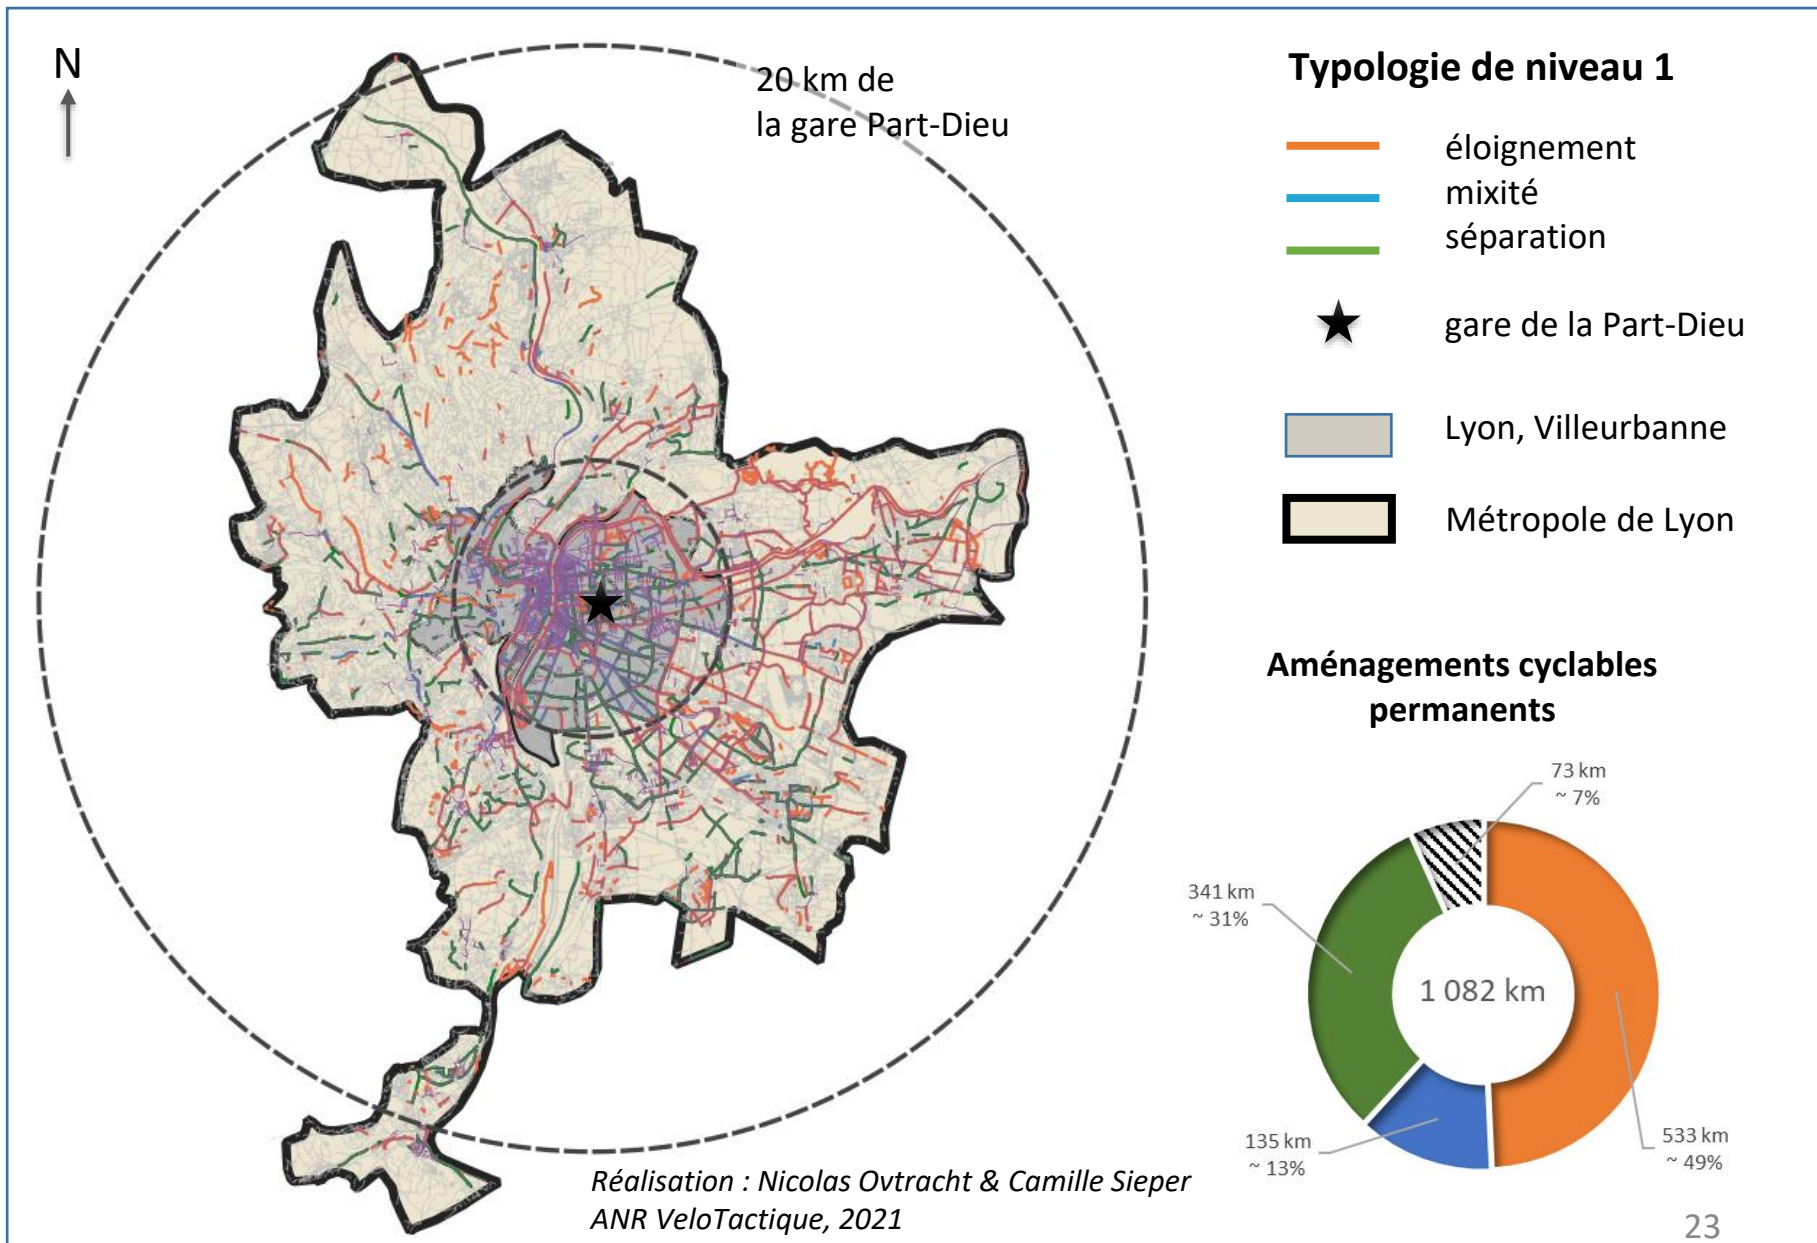 N
20 km de
la gare Part-Dieu
Typologie de niveau 1
éloignement
mixité
séparation
gare de la Part-Dieu
Lyon, Villeurbanne
Métropole de Lyon
Aménagements cyclables
permanents
73 km
~ 7%
341 km
~ 31%
1 082 km
135 km
~ 13%
533 km
~ 49%
Réalisation : Nicolas Ovtracht & Camille Sieper
ANR VeloTactique, 2021
23